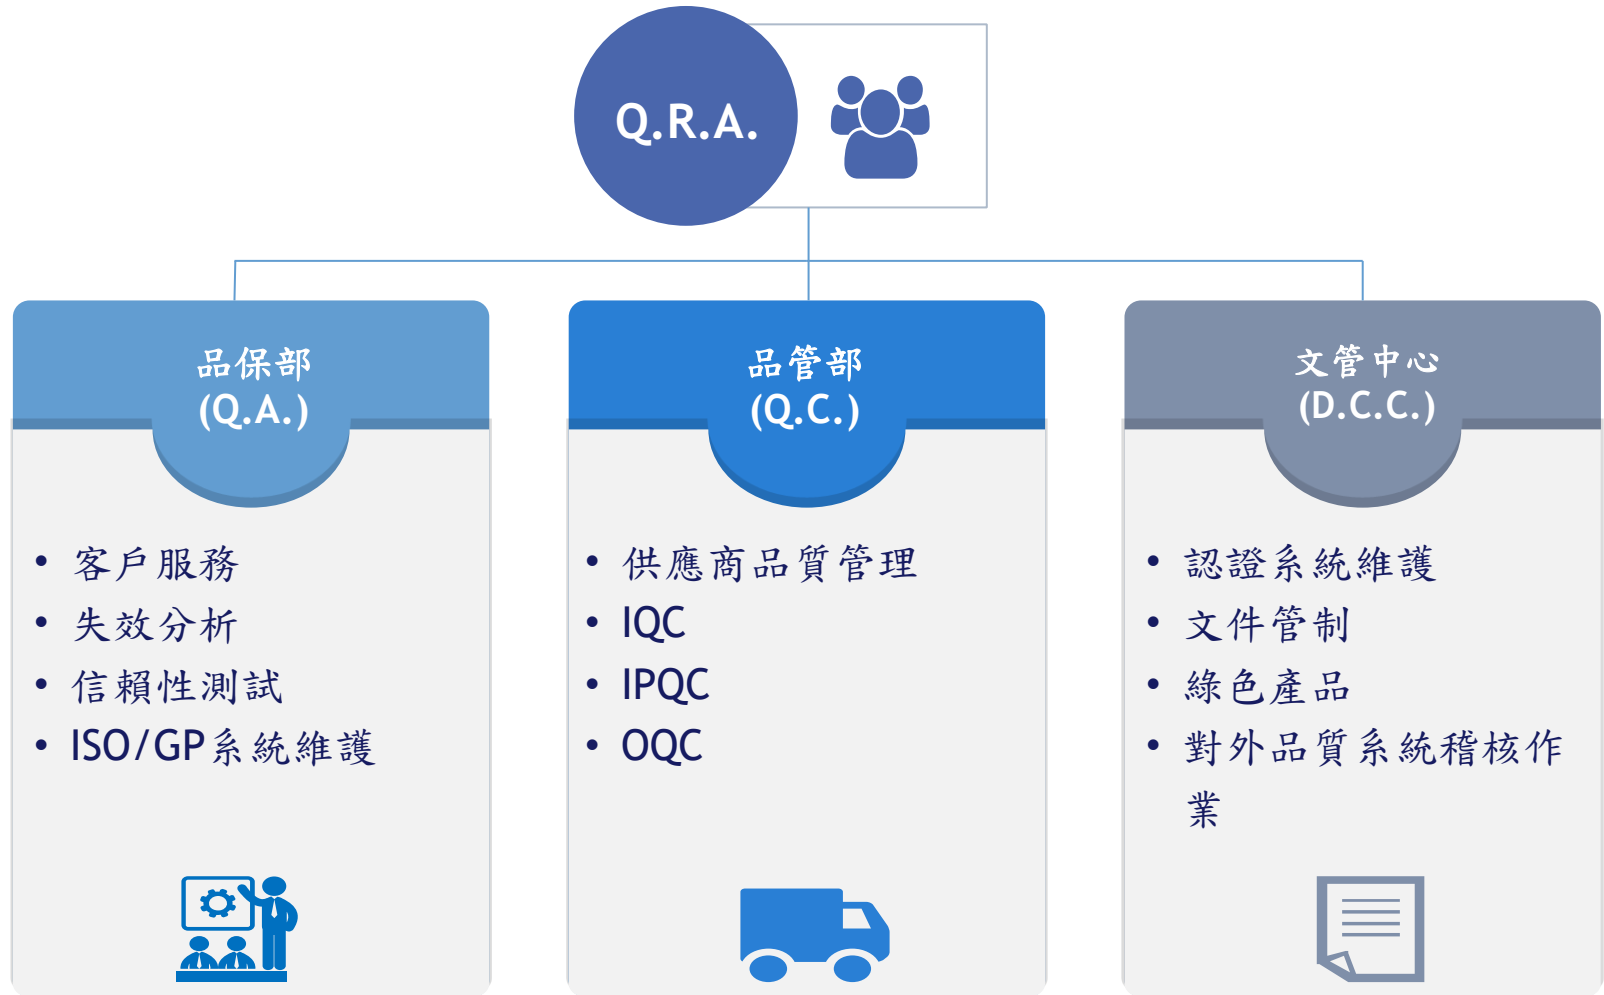 Q.R.A.
品保部
(Q.A.)
• 客戶服務
• 失效分析
• 信賴性測試
• ISO/GP系統維護
品管部
(Q.C.)
• 供應商品質管理
• IQC
• IPQC
• OQC
文管中心
(D.C.C.)
• 認證系統維護
• 文件管制
• 綠色產品
• 對外品質系統稽核作
業